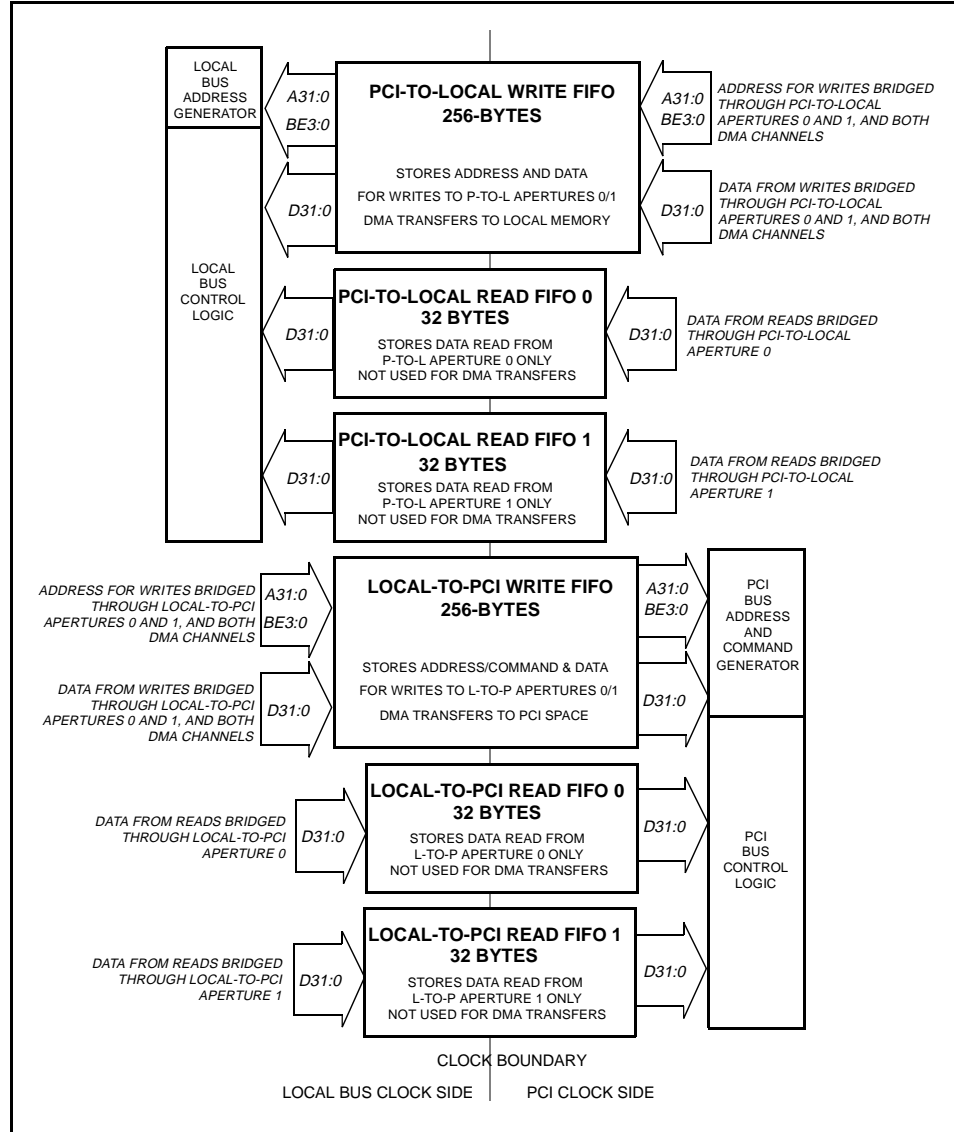 LOCAL
BUS
ADDRESS
GENERATOR
A31:0
BE3:0
PCI-TO-LOCAL WRITE FIFO
256-BYTES
A31:0
BE3:0
ADDRESS FOR WRITES BRIDGED
THROUGH PCI-TO-LOCAL
APERTURES 0 AND 1, AND BOTH
DMA CHANNELS
LOCAL
BUS
CONTROL
LOGIC
D31:0
STORES ADDRESS AND DATA
FOR WRITES TO P-TO-L APERTURES 0/1
DMA TRANSFERS TO LOCAL MEMORY
D31:0
DATA FROM WRITES BRIDGED
THROUGH PCI-TO-LOCAL
APERTURES 0 AND 1, AND BOTH
DMA CHANNELS
D31:0
PCI-TO-LOCAL READ FIFO 0
32 BYTES
STORES DATA READ FROM
P-TO-L APERTURE 0 ONLY
NOT USED FOR DMA TRANSFERS
D31:0
DATA FROM READS BRIDGED
THROUGH PCI-TO-LOCAL
APERTURE 0
D31:0
PCI-TO-LOCAL READ FIFO 1
32 BYTES
STORES DATA READ FROM
P-TO-L APERTURE 1 ONLY
NOT USED FOR DMA TRANSFERS
D31:0
DATA FROM READS BRIDGED
THROUGH PCI-TO-LOCAL
APERTURE 1
ADDRESS FOR WRITES BRIDGED
THROUGH LOCAL-TO-PCI
APERTURES 0 AND 1, AND BOTH
DMA CHANNELS
A31:0
BE3:0
LOCAL-TO-PCI WRITE FIFO
256-BYTES
A31:0
BE3:0
PCI
BUS
ADDRESS
AND
COMMAND
GENERATOR
DATA FROM WRITES BRIDGED
THROUGH LOCAL-TO-PCI
APERTURES 0 AND 1, AND BOTH
DMA CHANNELS
D31:0
STORES ADDRESS/COMMAND & DATA
FOR WRITES TO L-TO-P APERTURES 0/1
DMA TRANSFERS TO PCI SPACE
D31:0
DATA FROM READS BRIDGED
THROUGH LOCAL-TO-PCI
APERTURE 0
D31:0
LOCAL-TO-PCI READ FIFO 0
32 BYTES
STORES DATA READ FROM
L-TO-P APERTURE 0 ONLY
NOT USED FOR DMA TRANSFERS
D31:0
PCI
BUS
CONTROL
LOGIC
DATA FROM READS BRIDGED
THROUGH LOCAL-TO-PCI
APERTURE 1
D31:0
LOCAL-TO-PCI READ FIFO 1
32 BYTES
STORES DATA READ FROM
L-TO-P APERTURE 1 ONLY
NOT USED FOR DMA TRANSFERS
D31:0
CLOCK BOUNDARY
LOCAL BUS CLOCK SIDE
PCI CLOCK SIDE